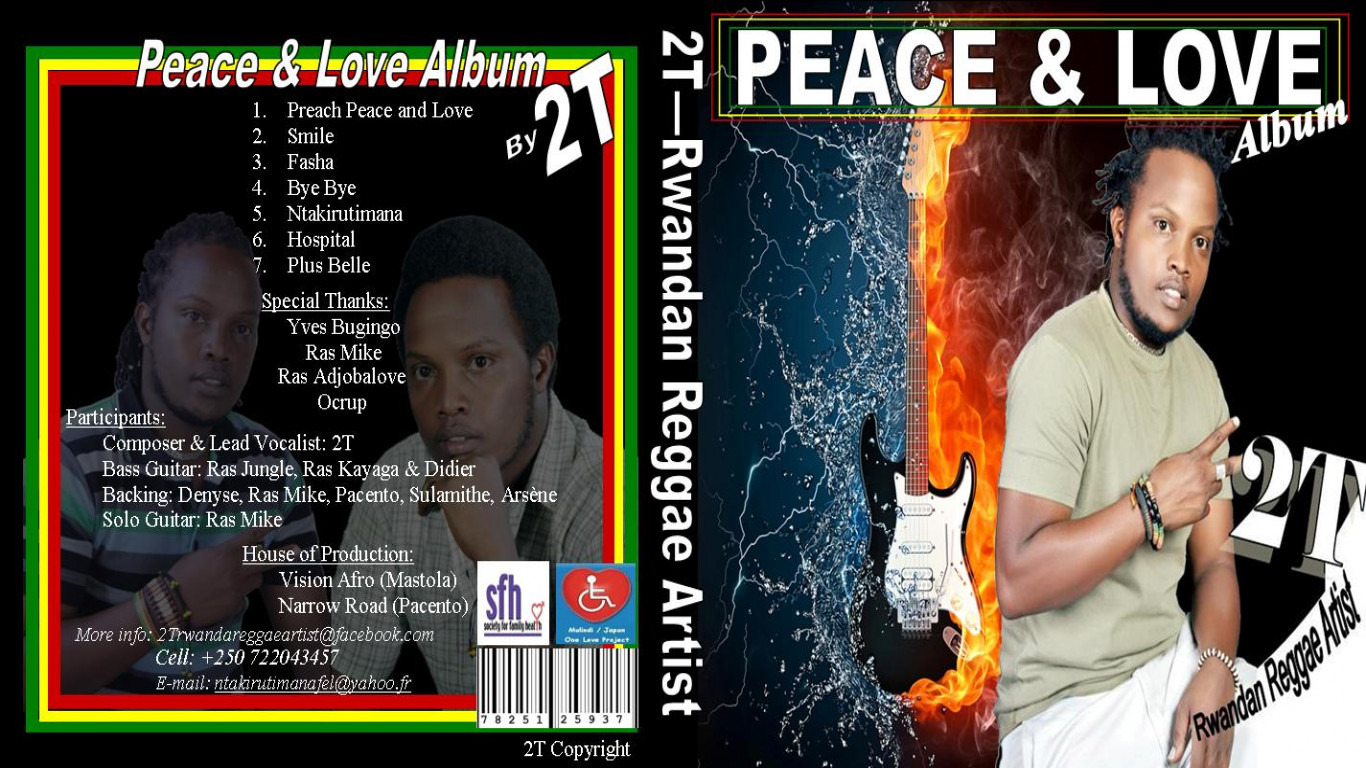 Peace & Love Album
By 2T
1. Preach Peace and Love
2. Smile
3. Fasha
4. Bye Bye
5. Ntakirutimana
6. Hospital
7. Plus Belle
Special Thanks:
Yves Bugingo
Ras Mike
Ras Adjobalove
Ocrup
Participants:
Composer & Lead Vocalist: 2T
Bass Guitar: Ras Jungle, Ras Kayaga & Didier
Backing: Denyse, Ras Mike, Pacento, Sulamithe, Arsène
Solo Guitar: Ras Mike
House of Production:
Vision Afro (Mastola)
Narrow Road (Pacento)
More info: 2Trwandareggaeartist@facebook.com
Cell: +250 722043457
E-mail: ntakirutimanafel@yahoo.fr
sfh
society for family health
Mulindi / Japan
One Love Project
78251 25937
2T Copyright
2T—Rwandan Reggae Artist
PEACE & LOVE
Album
2T
Rwandan Reggae Artist